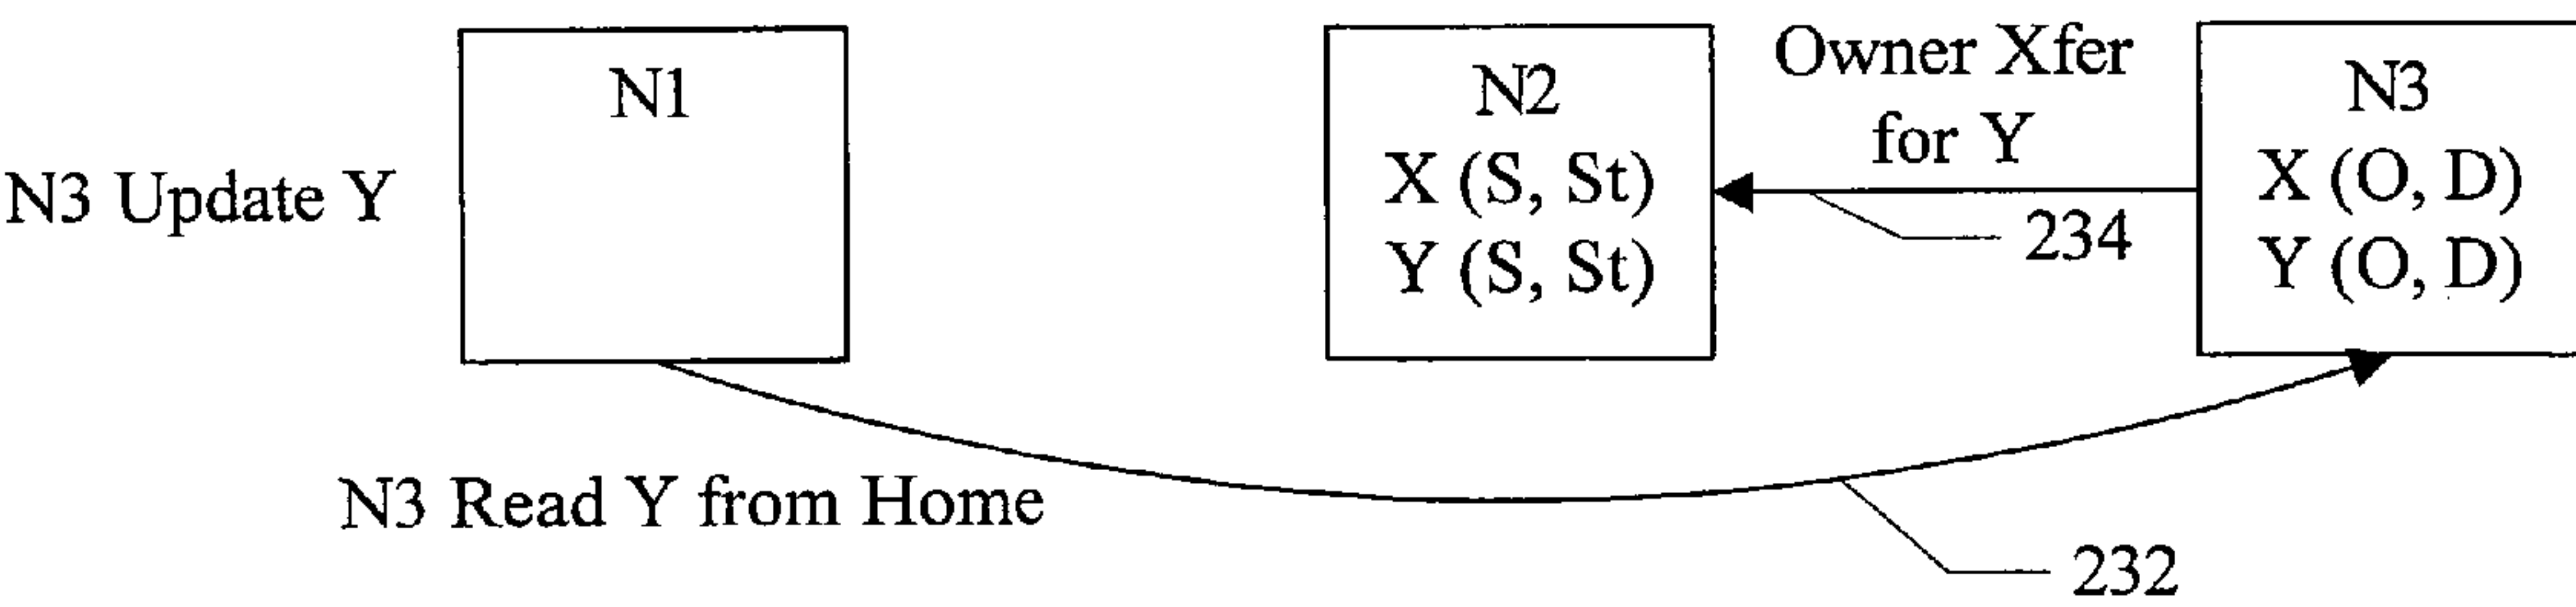 N3 Update Y
N1
N2
X (S, St)
Y (S, St)
Owner Xfer
for Y
234
N3
X (O, D)
Y (O, D)
N3 Read Y from Home
232